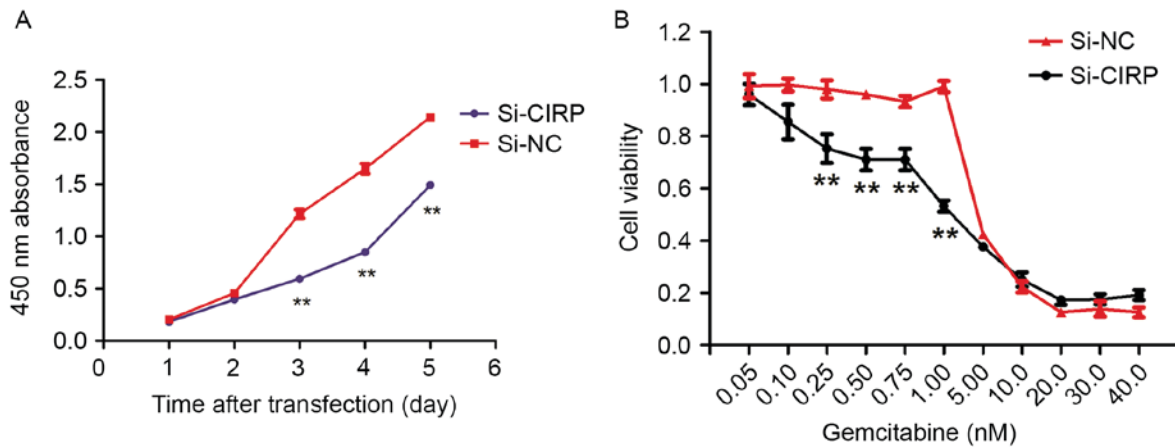 A
2.5
2.0
1.5
1.0
0.5
0.0
450 nm absorbance
Si-CIRP
Si-NC
**
**
**
0 1 2 3 4 5 6
Time after transfection (day)
B
1.2
1.0
0.8
0.6
0.4
0.2
0.0
Cell viability
Si-NC
Si-CIRP
** ** **
**
0.05 0.10 0.25 0.50 0.75 1.00 5.00 10.0 20.0 30.0 40.0
Gemcitabine (nM)